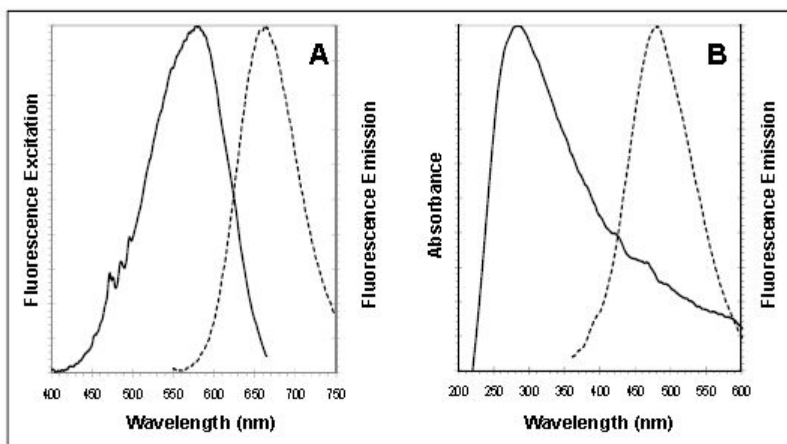 A
Fluorescence Excitation
Fluorescence Emission
400 450 500 550 600 650 700 750
Wavelength (nm)
B
Absorbance
Fluorescence Emission
200 250 300 350 400 450 500 550 600
Wavelength (nm)